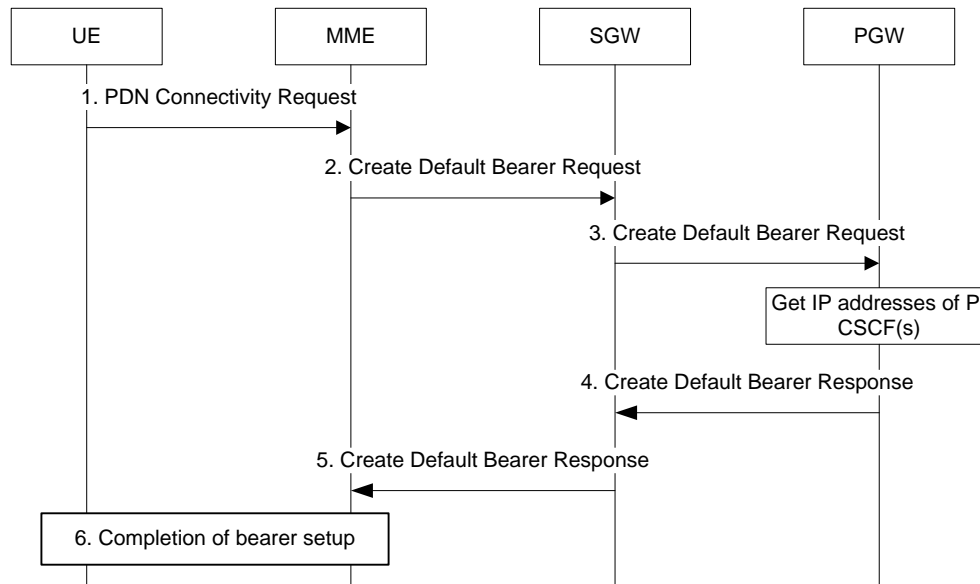 UE
MME
SGW
PGW
1. PDN Connectivity Request
2. Create Default Bearer Request
3. Create Default Bearer Request
Get IP addresses of P
CSCF(s)
4. Create Default Bearer Response
5. Create Default Bearer Response
6. Completion of bearer setup